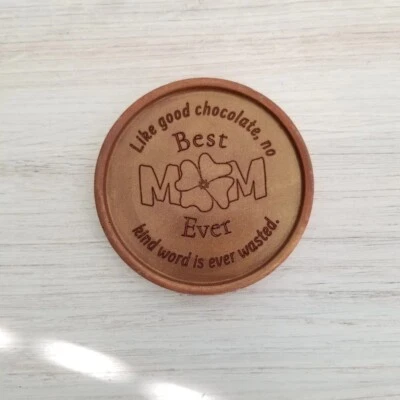 Like good chocolate, no
Best
MOM
Ever
kind word is ever wasted.